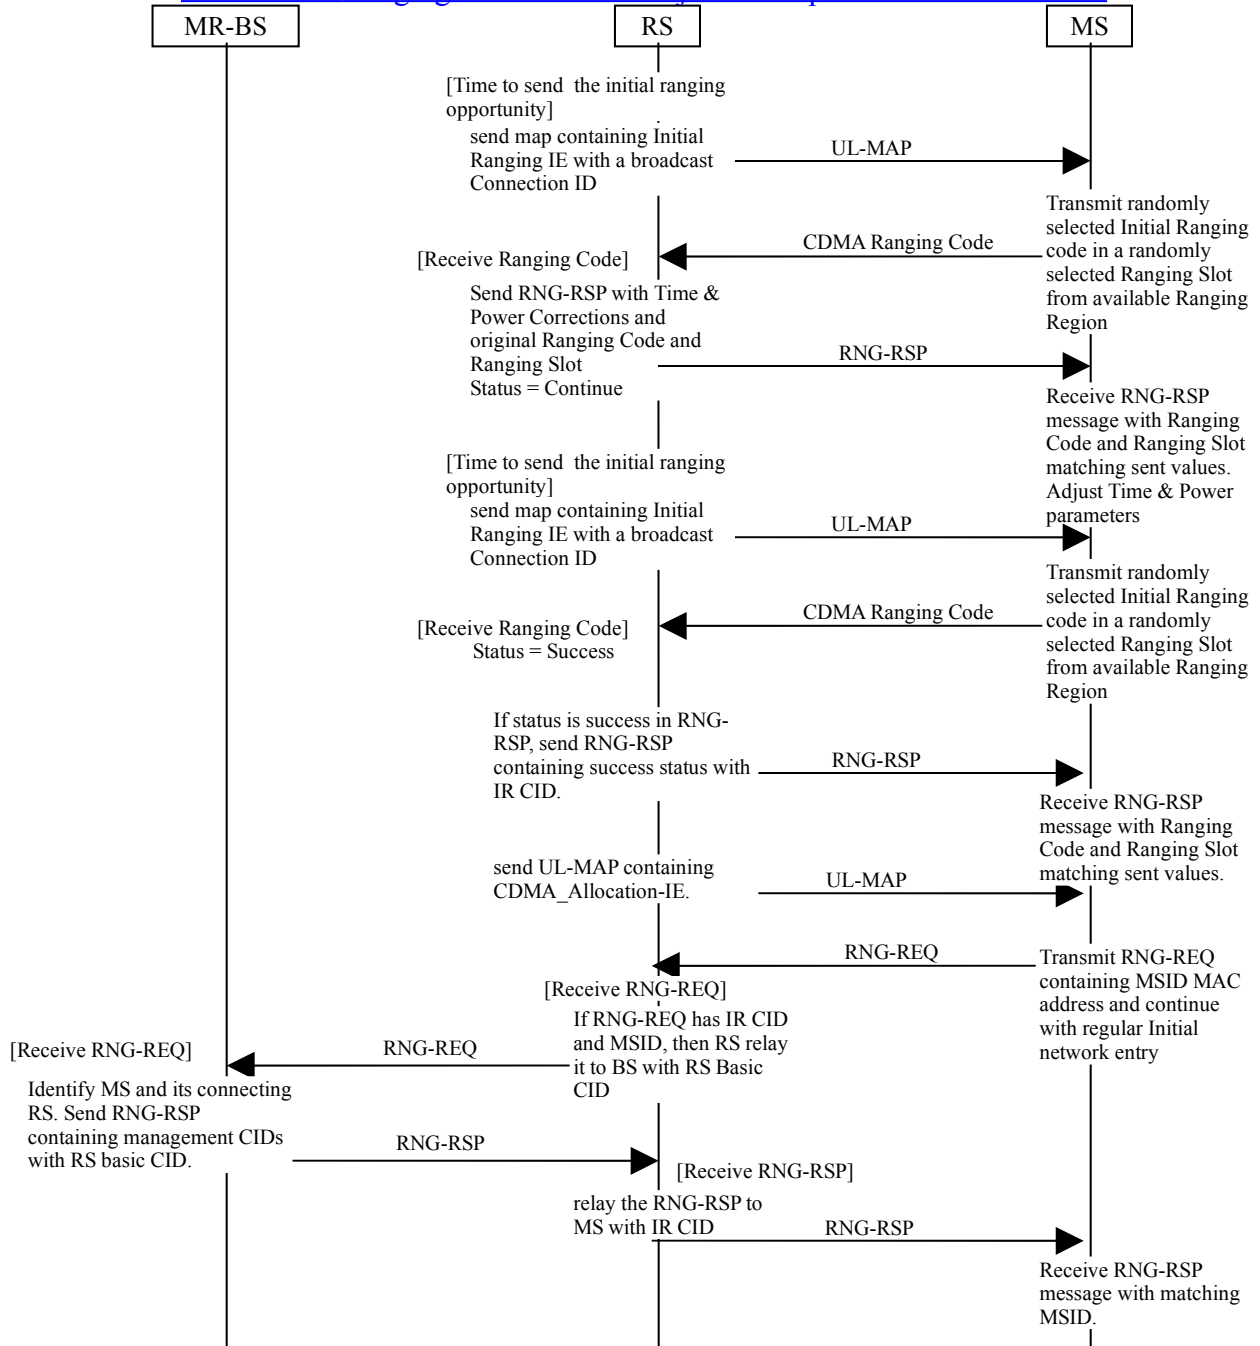 MR-BS
RS
MS
[Time to send  the initial ranging
opportunity]
send map containing Initial
Ranging IE with a broadcast
Connection ID
UL-MAP
Transmit randomly
selected Initial Ranging
code in a randomly
selected Ranging Slot
from available Ranging
Region
CDMA Ranging Code
[Receive Ranging Code]
Send RNG-RSP with Time &
Power Corrections and
original Ranging Code and
Ranging Slot
Status = Continue
RNG-RSP
Receive RNG-RSP
message with Ranging
Code and Ranging Slot
matching sent values.
Adjust Time & Power
parameters
[Time to send  the initial ranging
opportunity]
send map containing Initial
Ranging IE with a broadcast
Connection ID
UL-MAP
Transmit randomly
selected Initial Ranging
code in a randomly
selected Ranging Slot
from available Ranging
Region
CDMA Ranging Code
[Receive Ranging Code]
Status = Success
If status is success in RNG-
RSP, send RNG-RSP
containing success status with
IR CID.
RNG-RSP
Receive RNG-RSP
message with Ranging
Code and Ranging Slot
matching sent values.
send UL-MAP containing
CDMA_Allocation-IE.
UL-MAP
RNG-REQ
Transmit RNG-REQ
containing MSID MAC
address and continue
with regular Initial
network entry
[Receive RNG-REQ]
If RNG-REQ has IR CID
and MSID, then RS relay
it to BS with RS Basic
CID
RNG-REQ
[Receive RNG-REQ]
Identify MS and its connecting
RS. Send RNG-RSP
containing management CIDs
with RS basic CID.
RNG-RSP
[Receive RNG-RSP]
relay the RNG-RSP to
MS with IR CID
RNG-RSP
Receive RNG-RSP
message with matching
MSID.